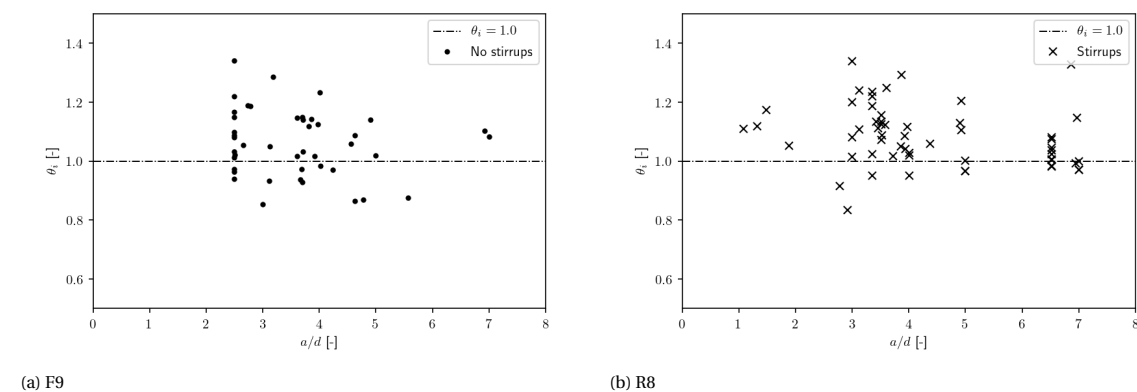 θi = 1.0
No stirrups
1.4
1.2
1.0
0.8
0.6
θi [-]
0 1 2 3 4 5 6 7 8
a/d [-]
(a) F9
θi = 1.0
Stirrups
1.4
1.2
1.0
0.8
0.6
θi [-]
0 1 2 3 4 5 6 7 8
a/d [-]
(b) R8